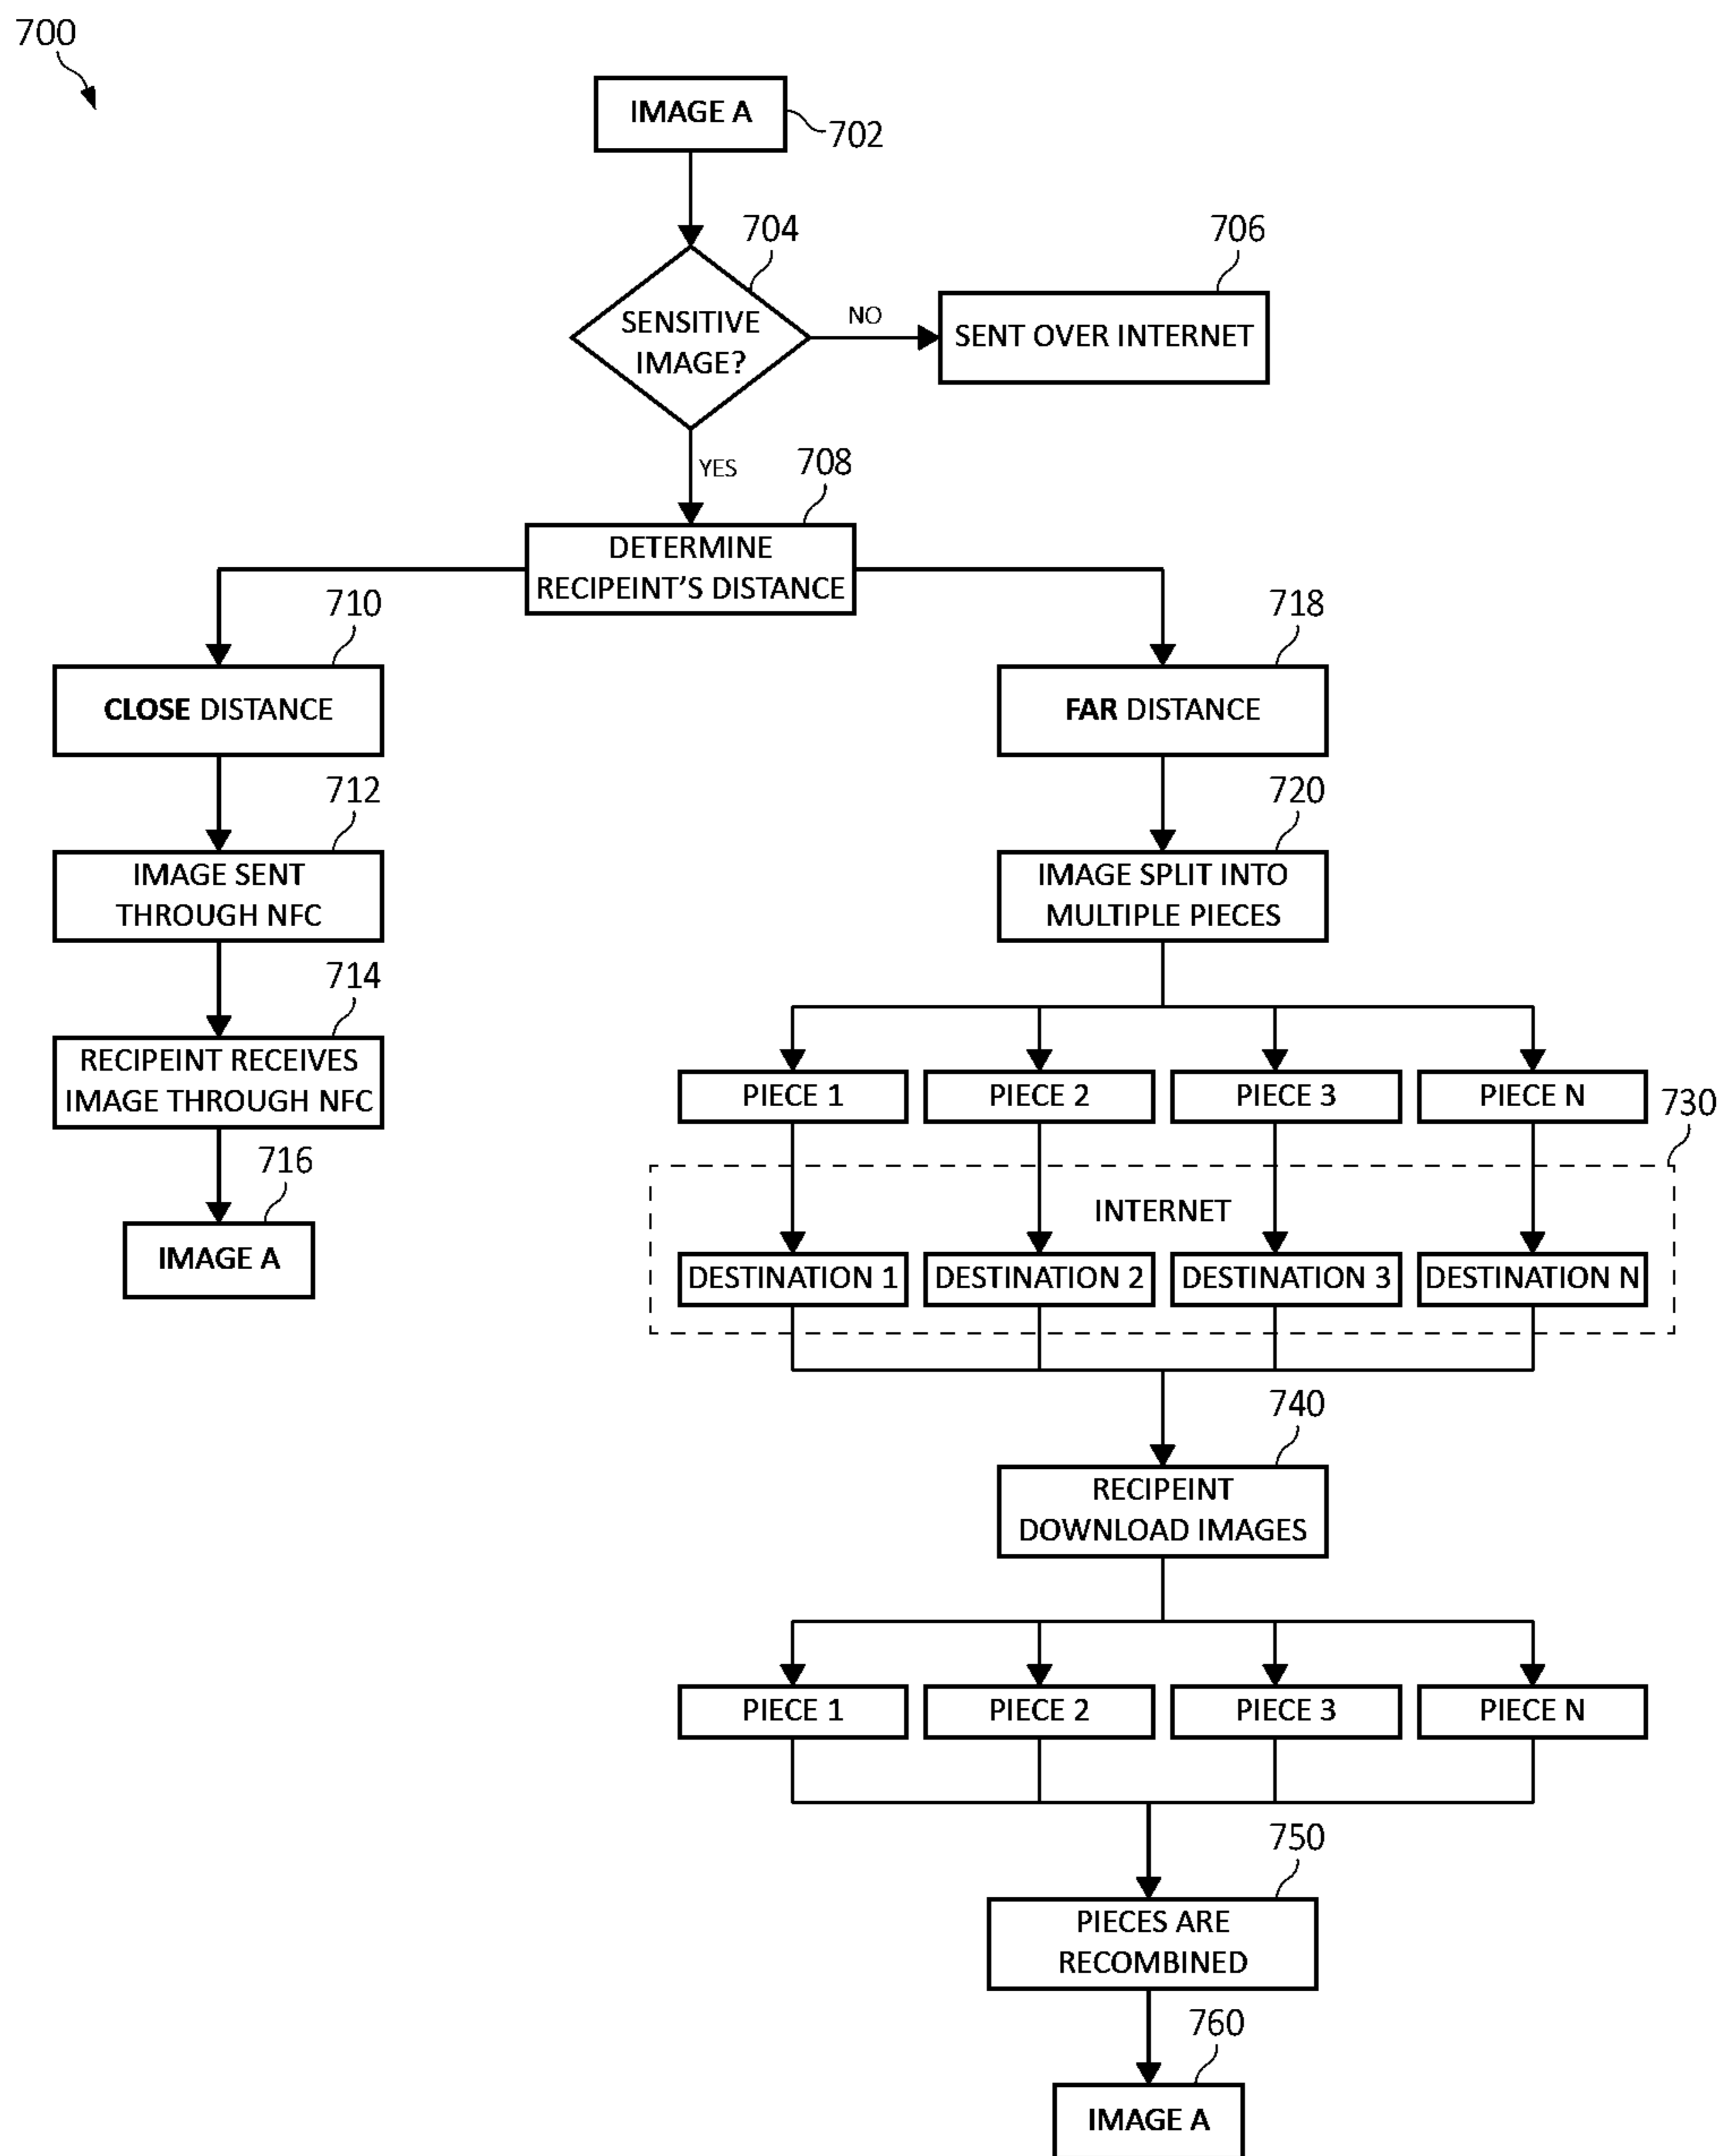 700
IMAGE A
702
704
706
SENSITIVE
IMAGE?
NO
SENT OVER INTERNET
YES
708
DETERMINE
RECIPEINT'S DISTANCE
710
718
CLOSE DISTANCE
FAR DISTANCE
712
720
IMAGE SENT
THROUGH NFC
IMAGE SPLIT INTO
MULTIPLE PIECES
714
RECIPEINT RECEIVES
IMAGE THROUGH NFC
PIECE 1
PIECE 2
PIECE 3
PIECE N
730
716
IMAGE A
INTERNET
DESTINATION 1
DESTINATION 2
DESTINATION 3
DESTINATION N
740
RECIPEINT
DOWNLOAD IMAGES
PIECE 1
PIECE 2
PIECE 3
PIECE N
750
PIECES ARE
RECOMBINED
760
IMAGE A